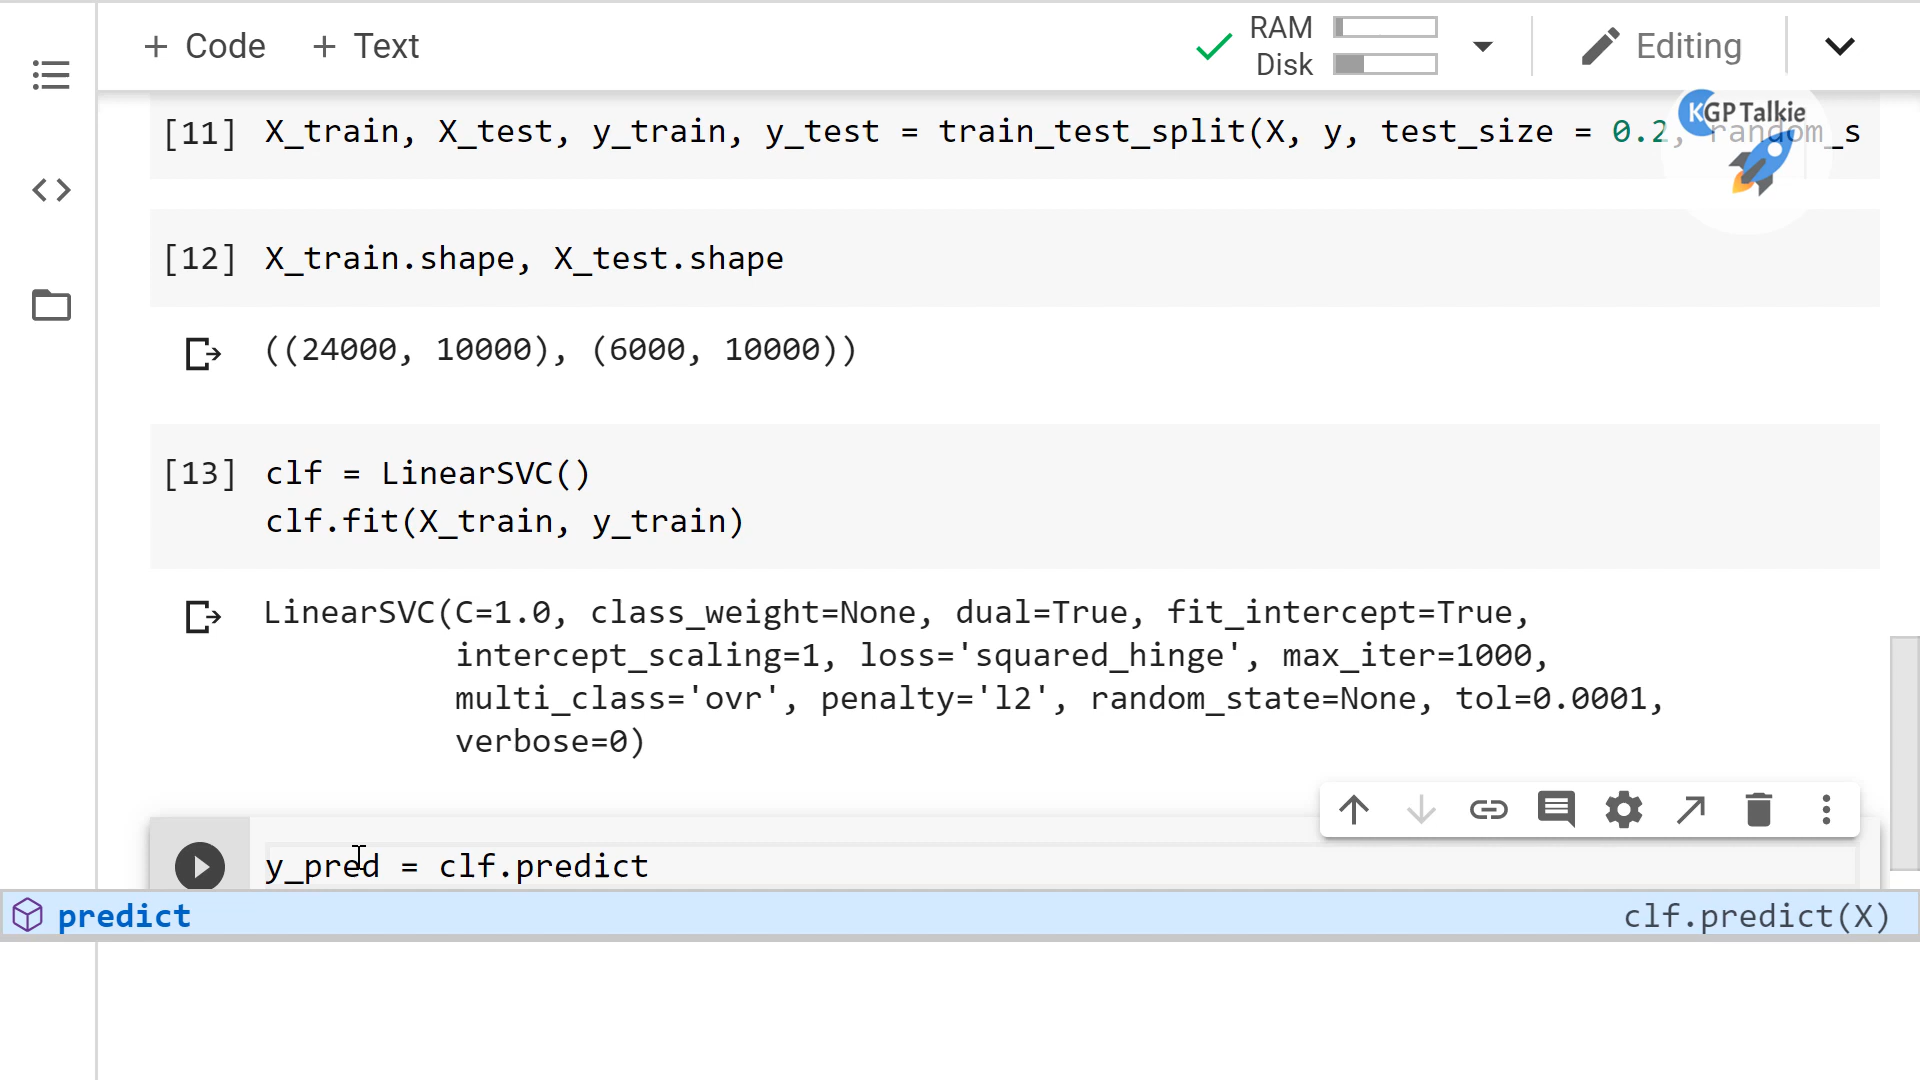 + Code + Text
RAM
Disk
Editing
KGP Talkie
[11] X_train, X_test, y_train, y_test = train_test_split(X, y, test_size = 0.2, random_s
[12] X_train.shape, X_test.shape
((24000, 10000), (6000, 10000))
[13] clf = LinearSVC()
clf.fit(X_train, y_train)
LinearSVC(C=1.0, class_weight=None, dual=True, fit_intercept=True,
intercept_scaling=1, loss='squared_hinge', max_iter=1000,
multi_class='ovr', penalty='l2', random_state=None, tol=0.0001,
verbose=0)
y_pred = clf.predict
predict clf.predict(X)